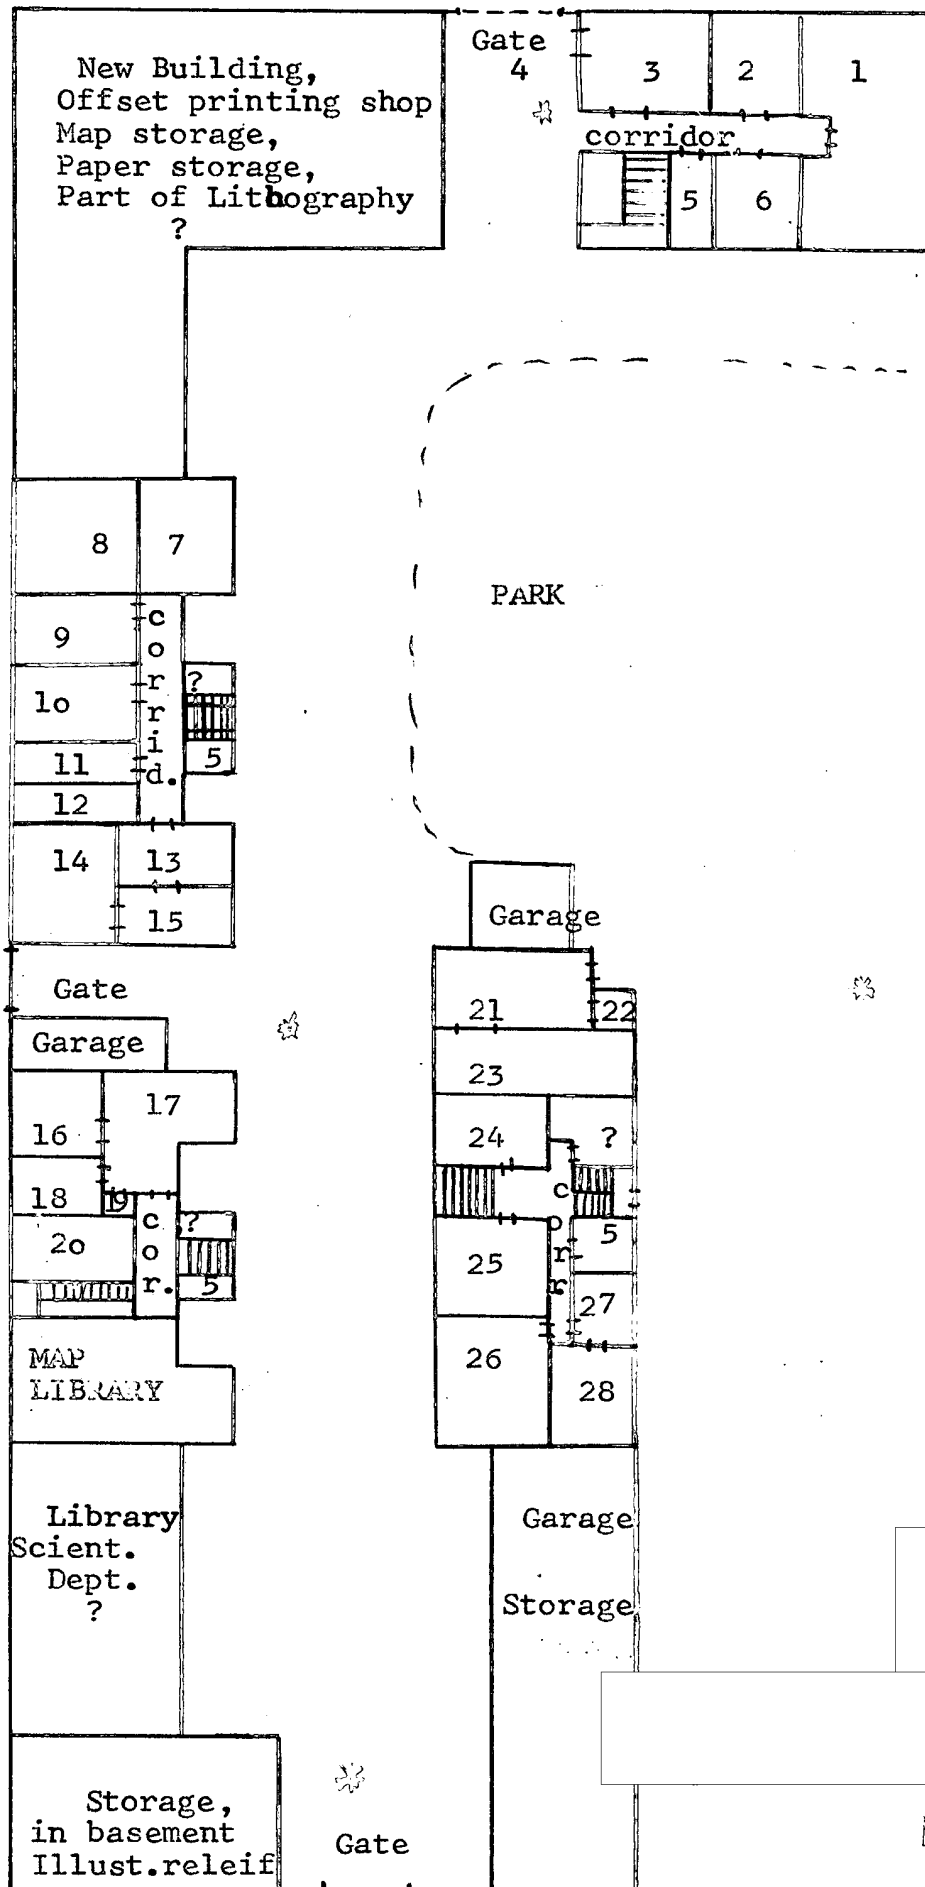 New Building,
Offset printing shop
Map storage,
Paper storage,
Part of Lithography
?
Gate
4
3
2
1
corridor
5
6
8
7
9
corrid.
?
10
5
11
12
14
13
15
PARK
Garage
Gate
Garage
21
22
23
17
16
24
?
18
19
cor.
?
20
5
corr
5
25
27
MAP
LIBRARY
26
28
Library
Scient.
Dept.
?
Garage
Storage
Storage,
in basement
Illust.releif
Gate